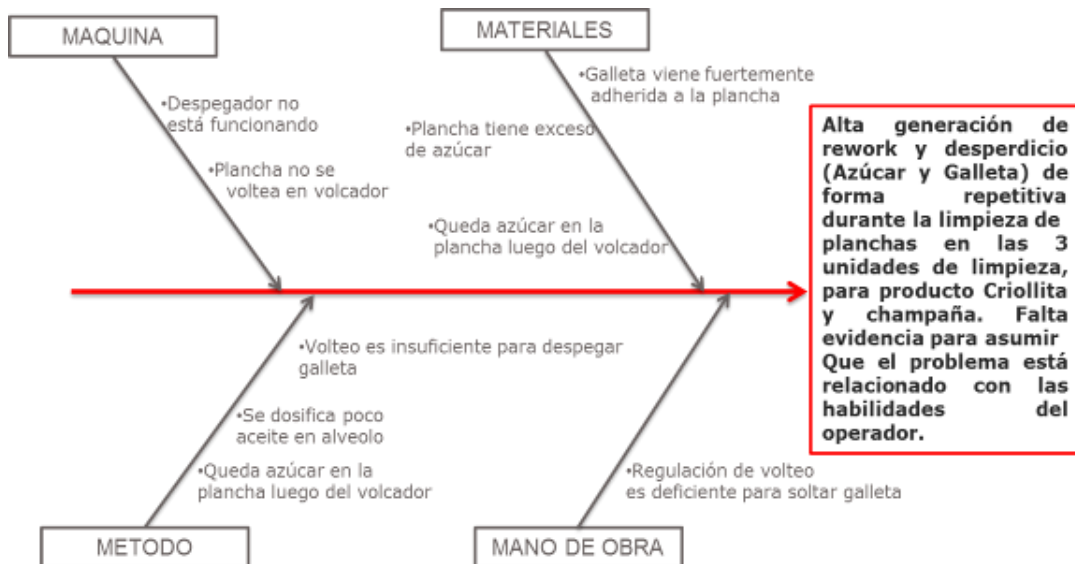 MAQUINA
•Despegador no
está funcionando
•Plancha no se
voltea en volcador
MATERIALES
•Galleta viene fuertemente
adherida a la plancha
•Plancha tiene exceso
de azúcar
•Queda azúcar en la
plancha luego del volcador
Alta generación de
rework y desperdicio
(Azúcar y Galleta) de
forma repetitiva
durante la limpieza de
planchas en las 3
unidades de limpieza,
para producto Criollita
y champaña. Falta
evidencia para asumir
Que el problema está
relacionado con las
habilidades del
operador.
•Volteo es insuficiente para despegar
galleta
•Se dosifica poco
aceite en alveolo
•Queda azúcar en la
plancha luego del volcador
METODO
•Regulación de volteo
es deficiente para soltar galleta
MANO DE OBRA